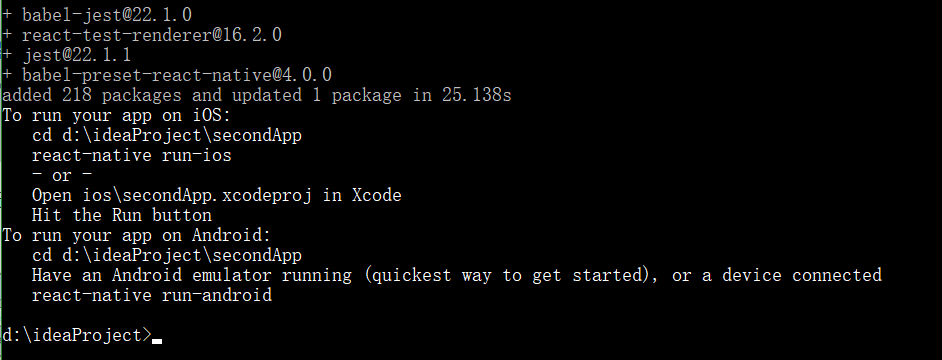 + babel-jest@22.1.0
+ react-test-renderer@16.2.0
+ jest@22.1.1
+ babel-preset-react-native@4.0.0
added 218 packages and updated 1 package in 25.138s
To run your app on iOS:
   cd d:\ideaProject\secondApp
   react-native run-ios
   - or -
   Open ios\secondApp.xcodeproj in Xcode
   Hit the Run button
To run your app on Android:
   cd d:\ideaProject\secondApp
   Have an Android emulator running (quickest way to get started), or a device connected
   react-native run-android
d:\ideaProject>